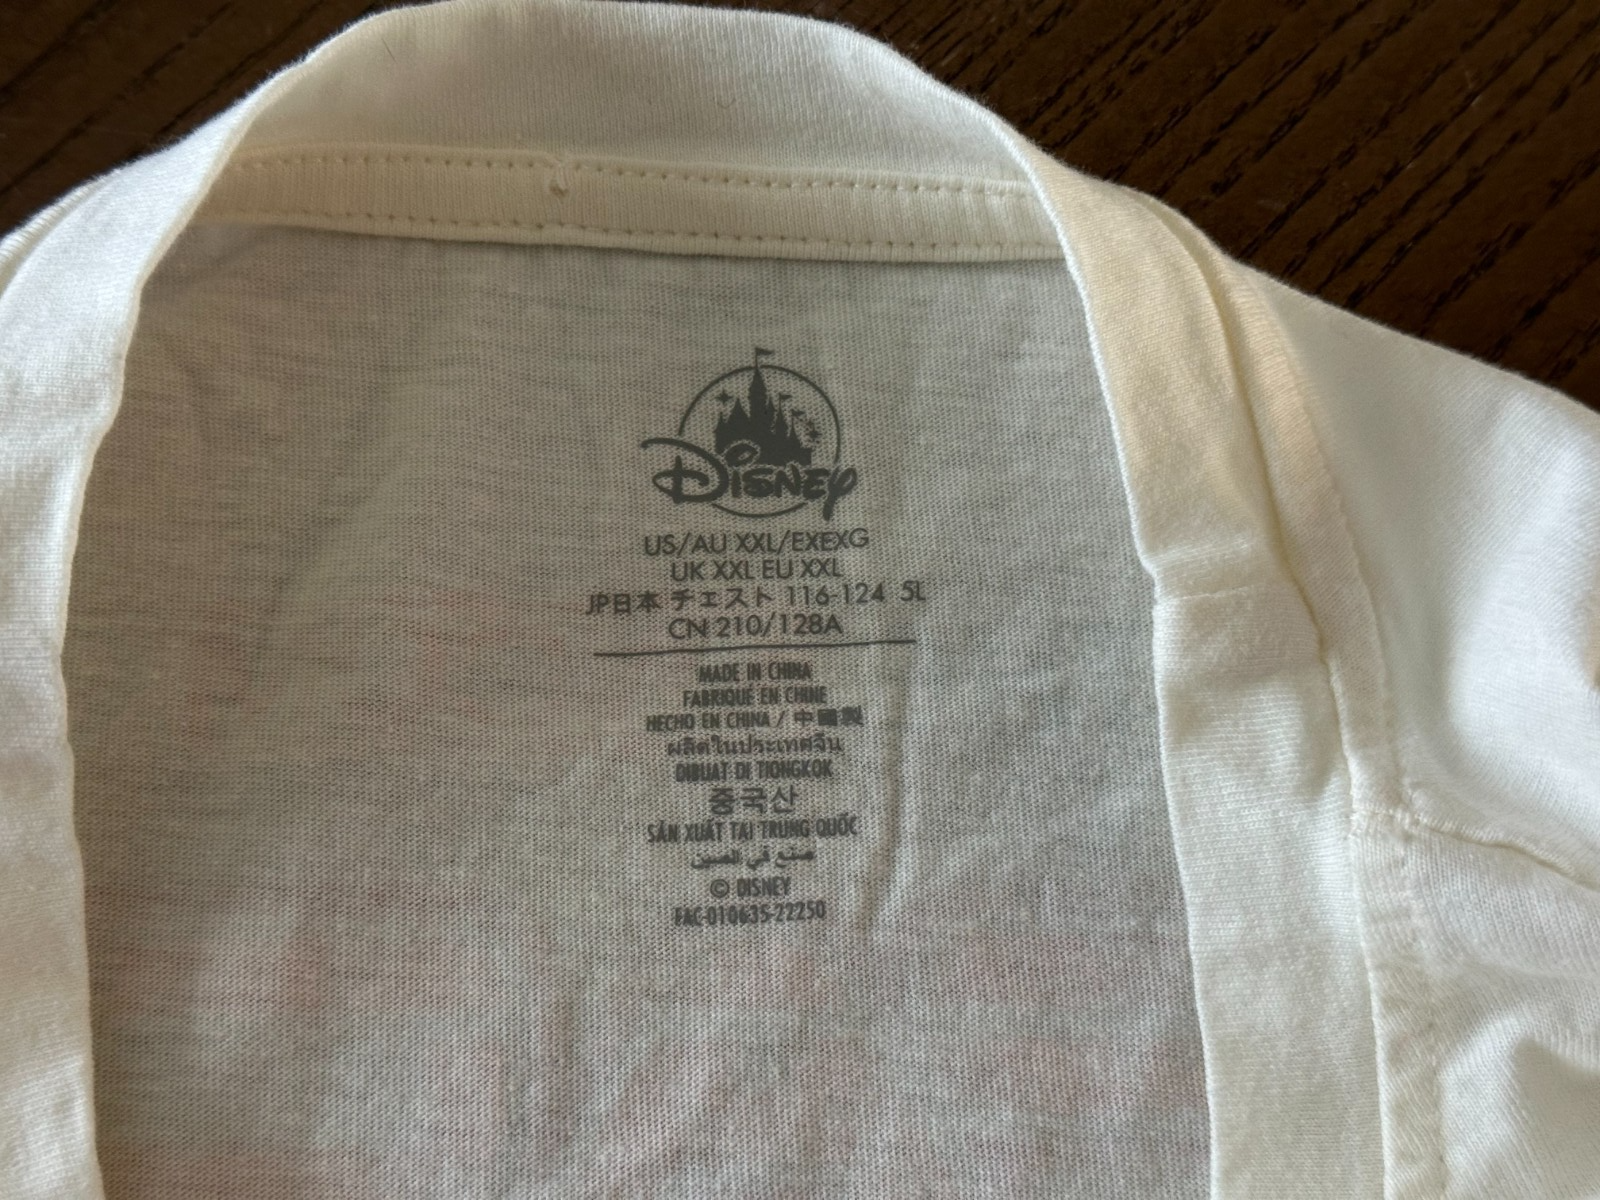 Disney
US/AU XXL/EXEXG
UK XXL EU XXL
JP日本 チェスト 116-124 5L
CN 210/128A
MADE IN CHINA
FABRIQUÉ EN CHINE
HECHO EN CHINA / 中國製
ผลิตในประเทศจีน
DIBUAT DI TIONGKOK
중국산
SẢN XUẤT TẠI TRUNG QUỐC
صنع في الصين
© DISNEY
FAC-010635-22250